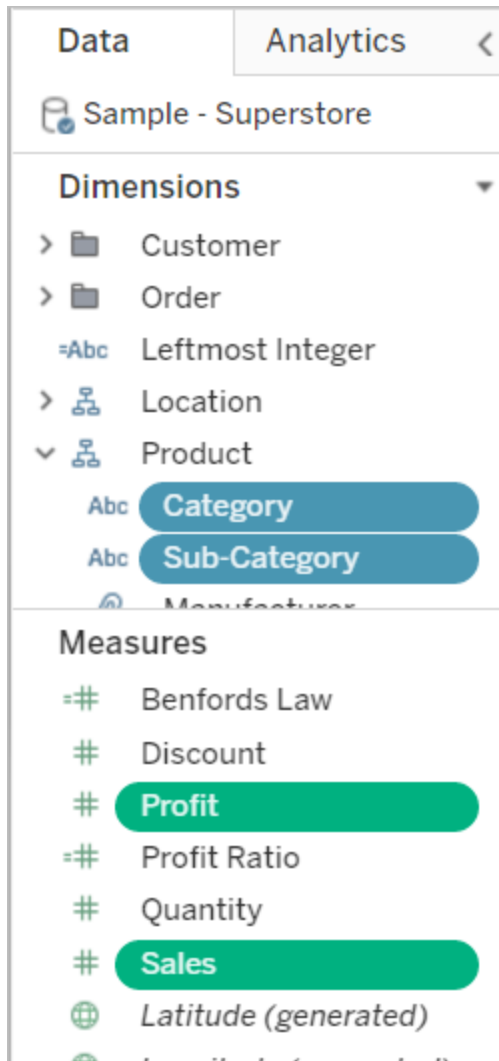 Data Analytics
Sample - Superstore
Dimensions
Customer
Order
=Abc Leftmost Integer
Location
Product
Abc Category
Abc Sub-Category
Manufacturer
Measures
=# Benfords Law
# Discount
# Profit
=# Profit Ratio
# Quantity
# Sales
Latitude (generated)